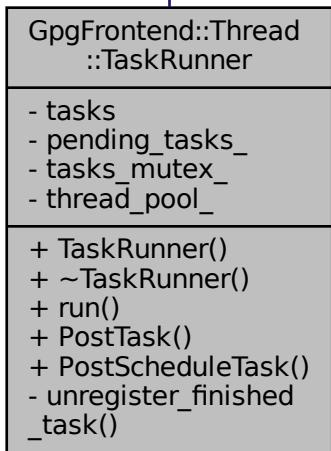 GpgFrontend::Thread
::TaskRunner
- tasks
- pending_tasks_
- tasks_mutex_
- thread_pool_
+ TaskRunner()
+ ~TaskRunner()
+ run()
+ PostTask()
+ PostScheduleTask()
- unregister_finished
_task()